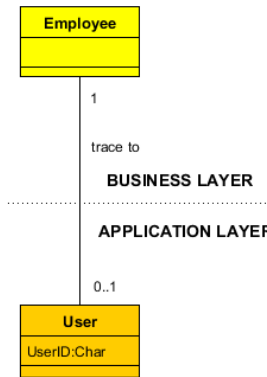 Employee
1
trace to
BUSINESS LAYER
APPLICATION LAYER
0..1
User
UserID:Char